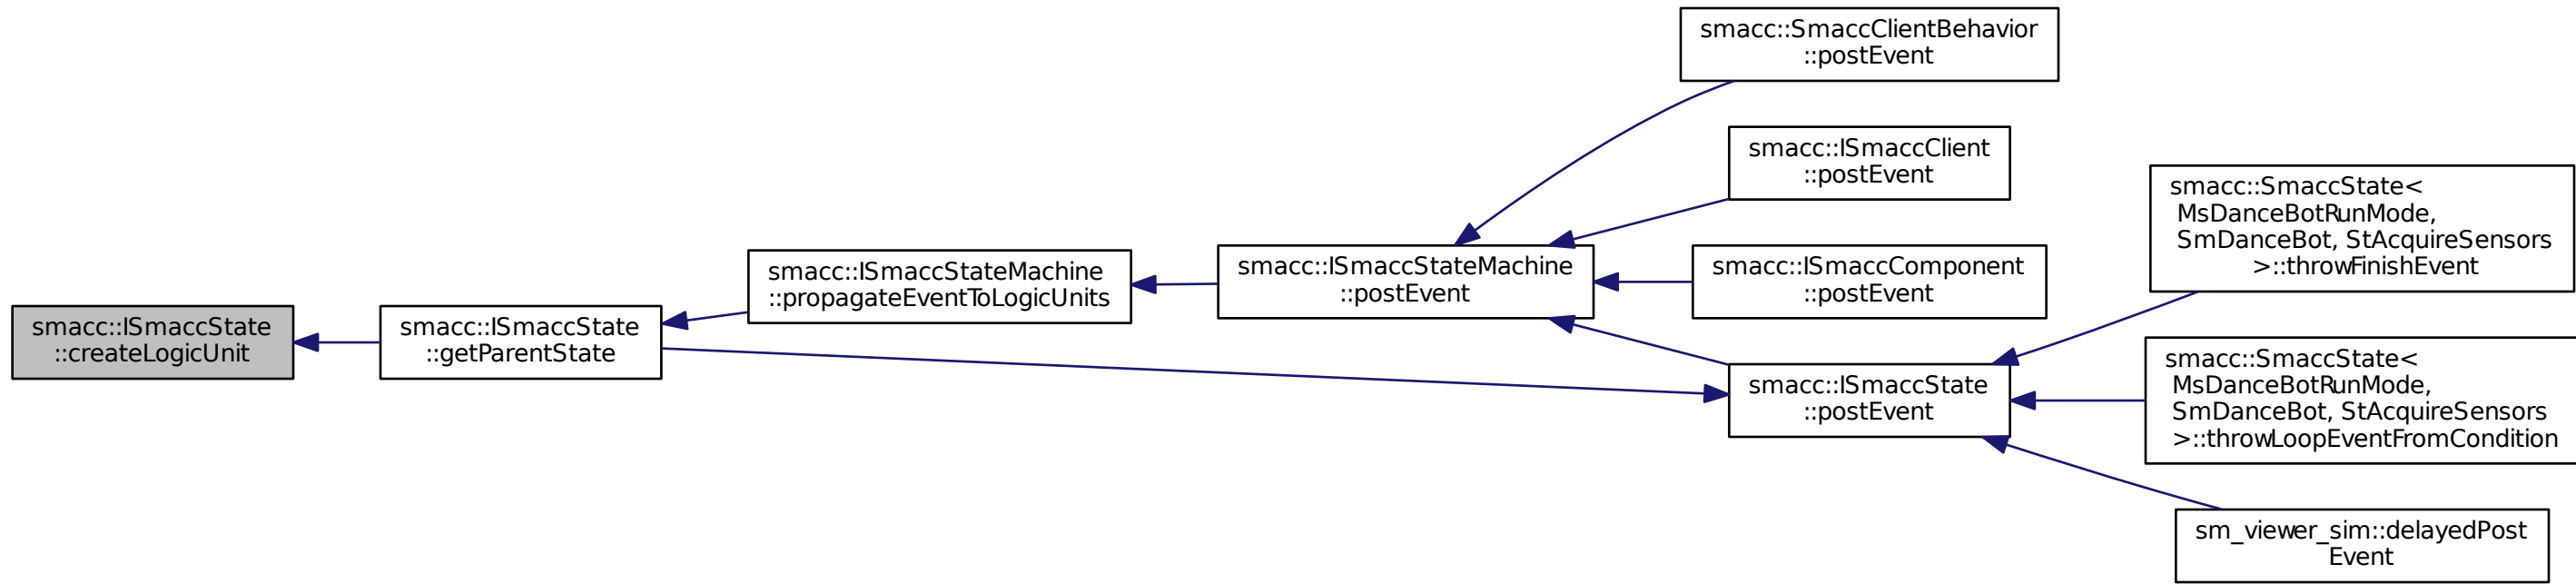 smacc::ISmaccState
::createLogicUnit
smacc::ISmaccState
::getParentState
smacc::ISmaccStateMachine
::propagateEventToLogicUnits
smacc::ISmaccStateMachine
::postEvent
smacc::SmaccClientBehavior
::postEvent
smacc::ISmaccClient
::postEvent
smacc::ISmaccComponent
::postEvent
smacc::ISmaccState
::postEvent
smacc::SmaccState<
MsDanceBotRunMode,
SmDanceBot, StAcquireSensors
>::throwFinishEvent
smacc::SmaccState<
MsDanceBotRunMode,
SmDanceBot, StAcquireSensors
>::throwLoopEventFromCondition
sm_viewer_sim::delayedPost
Event